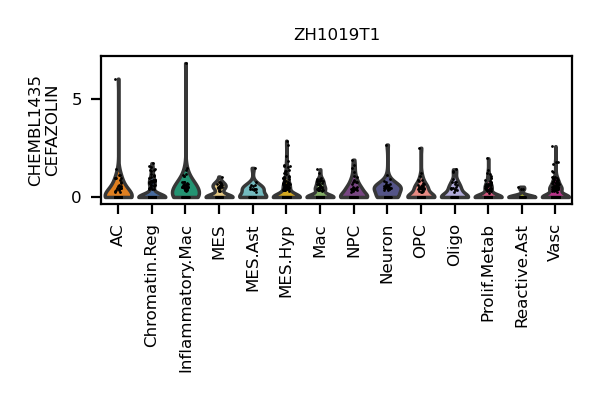 ZH1019T1
CHEMBL1435
CEFAZOLIN
5
0
AC
Chromatin.Reg
Inflammatory.Mac
MES
MES.Ast
MES.Hyp
Mac
NPC
Neuron
OPC
Oligo
Prolif.Metab
Reactive.Ast
Vasc